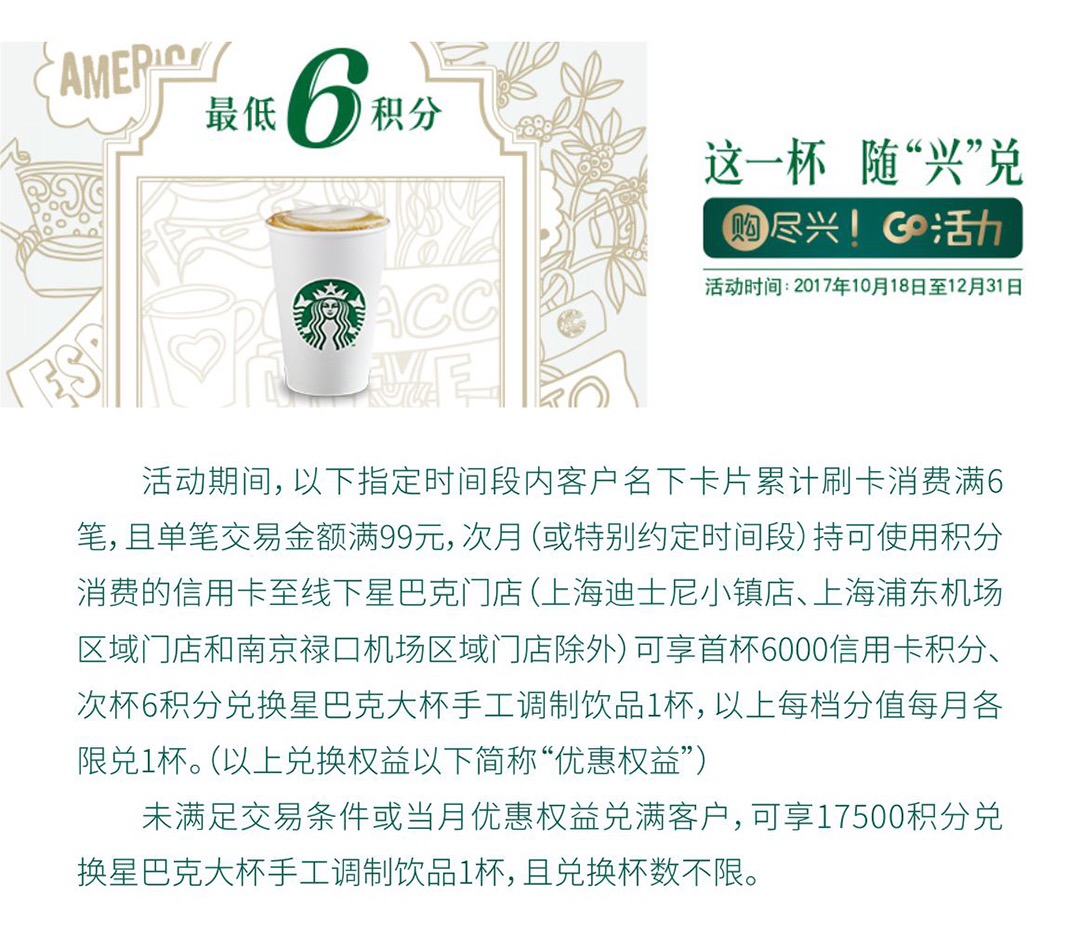 AMERICA
最低6积分
ESP
ACC
这一杯 随“兴”兑
购尽兴！ GO活力
活动时间：2017年10月18日至12月31日
活动期间，以下指定时间段内客户名下卡片累计刷卡消费满6
笔，且单笔交易金额满99元，次月（或特别约定时间段）持可使用积分
消费的信用卡至线下星巴克门店（上海迪士尼小镇店、上海浦东机场
区域门店和南京禄口机场区域门店除外）可享首杯6000信用卡积分、
次杯6积分兑换星巴克大杯手工调制饮品1杯，以上每档分值每月各
限兑1杯。（以上兑换权益以下简称“优惠权益”）
未满足交易条件或当月优惠权益兑满客户，可享17500积分兑
换星巴克大杯手工调制饮品1杯，且兑换杯数不限。